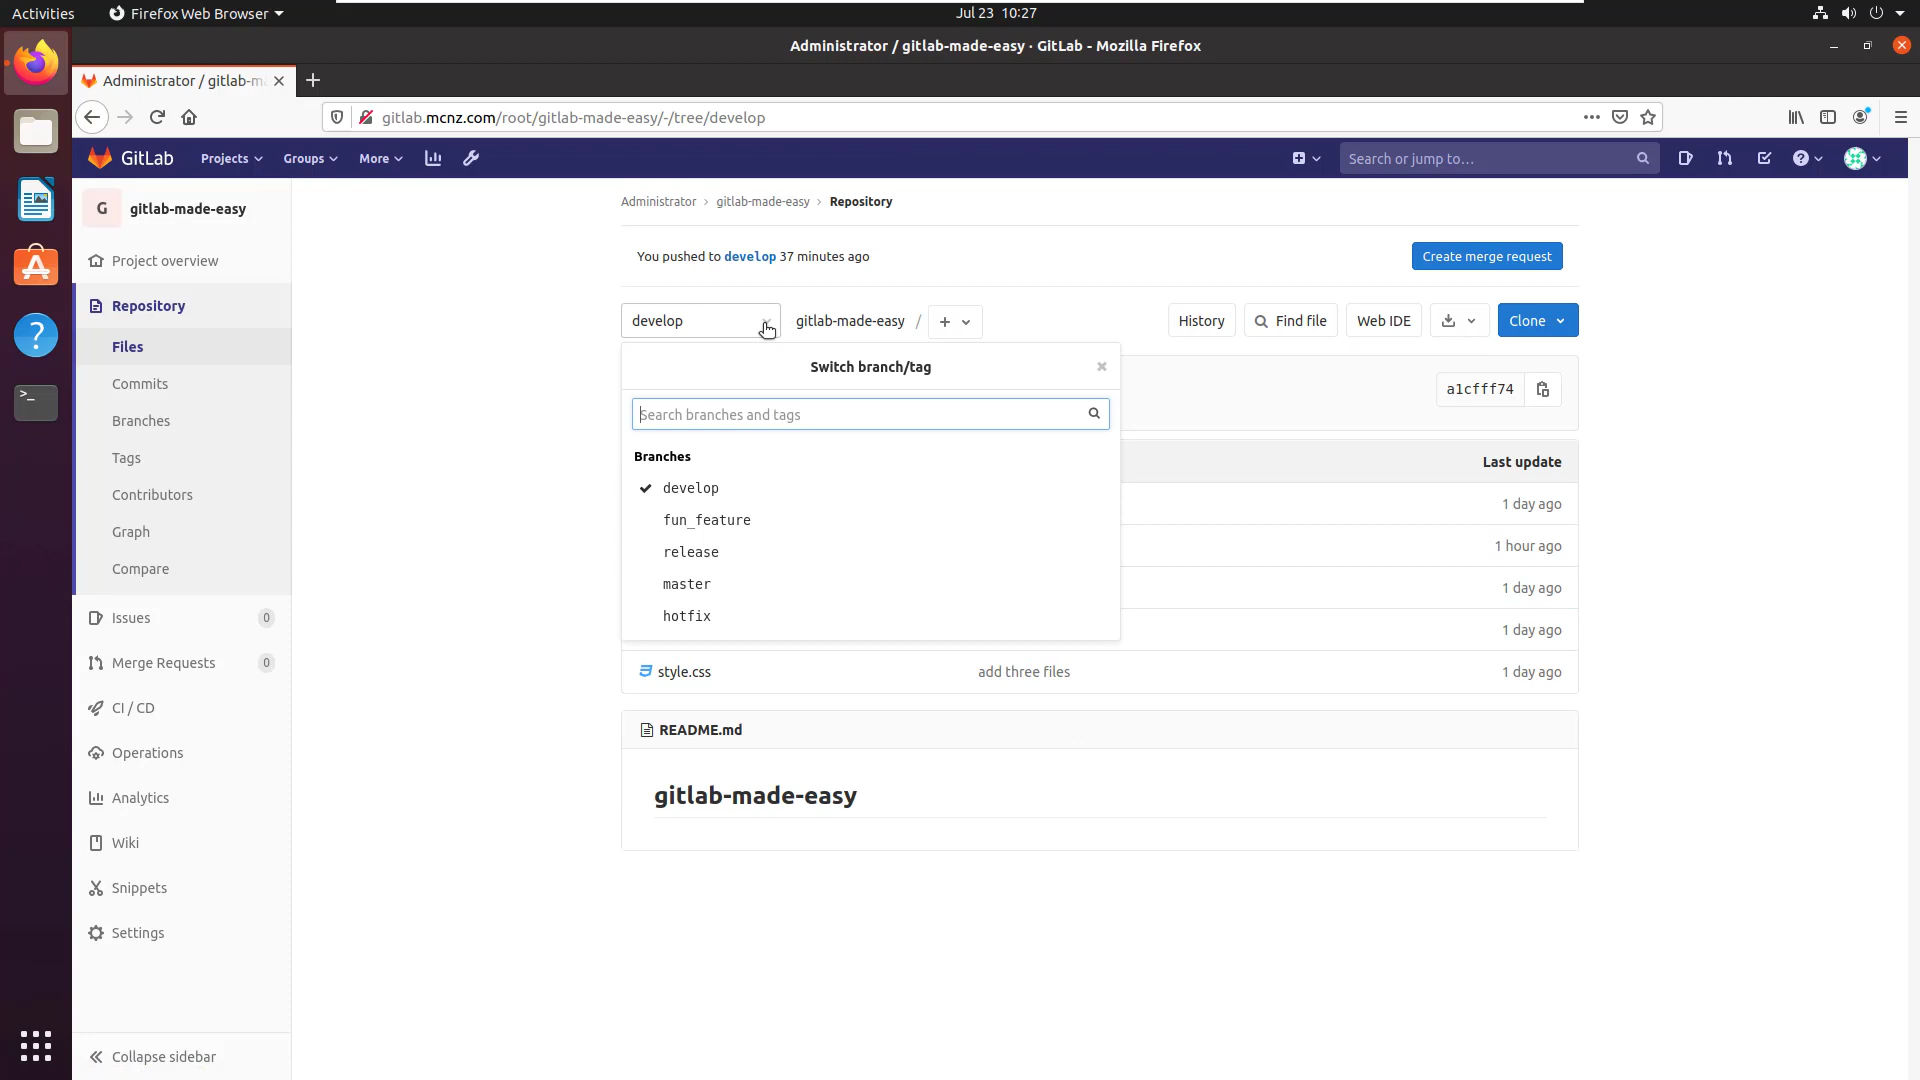 Activities
Firefox Web Browser
Jul 23 10:27
Administrator / gitlab-made-easy · GitLab - Mozilla Firefox
Administrator / gitlab-m
gitlab.mcnz.com/root/gitlab-made-easy/-/tree/develop
GitLab
Projects
Groups
More
Search or jump to…
G
gitlab-made-easy
Project overview
Repository
Files
Commits
Branches
Tags
Contributors
Graph
Compare
Issues 0
Merge Requests 0
CI / CD
Operations
Analytics
Wiki
Snippets
Settings
Collapse sidebar
Administrator › gitlab-made-easy › Repository
You pushed to develop 37 minutes ago
Create merge request
develop
gitlab-made-easy /
+
History
Find file
Web IDE
Clone
Switch branch/tag
Search branches and tags
Branches
develop
fun_feature
release
master
hotfix
a1cfff74
Last update
1 day ago
1 hour ago
1 day ago
1 day ago
style.css add three files 1 day ago
README.md
gitlab-made-easy